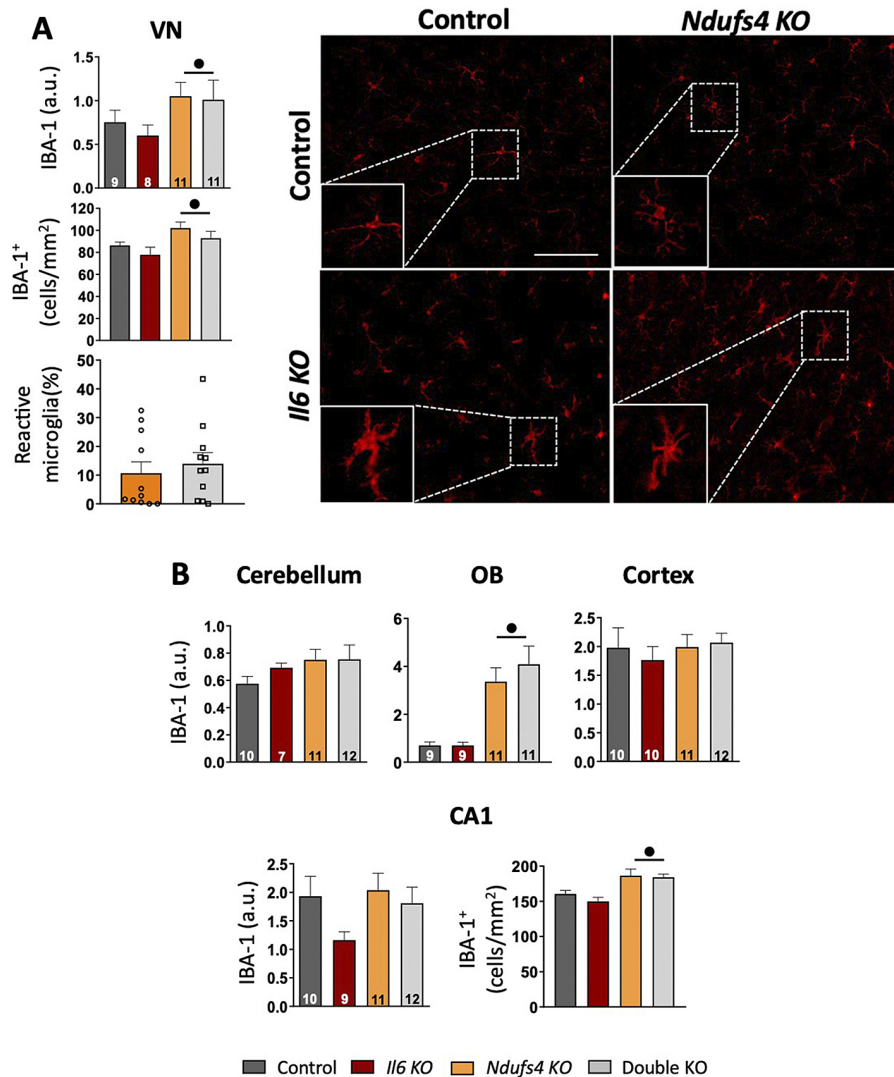 A
VN
Control
Ndufs4 KO
IBA-1 (a.u.)
1.5
1.0
0.5
0.0
9
8
11
11
IBA-1+
(cells/mm2)
120
100
80
60
40
20
0
Reactive
microglia(%)
50
40
30
20
10
0
Control
Il6 KO
B
Cerebellum
OB
Cortex
IBA-1 (a.u.)
1.0
0.8
0.6
0.4
0.2
0.0
10
7
11
12
6
4
2
0
9
9
11
11
2.5
2.0
1.5
1.0
0.5
0.0
10
10
11
12
CA1
IBA-1 (a.u.)
2.5
2.0
1.5
1.0
0.5
0.0
10
9
11
12
IBA-1+
(cells/mm2)
200
150
100
50
0
Control
Il6 KO
Ndufs4 KO
Double KO